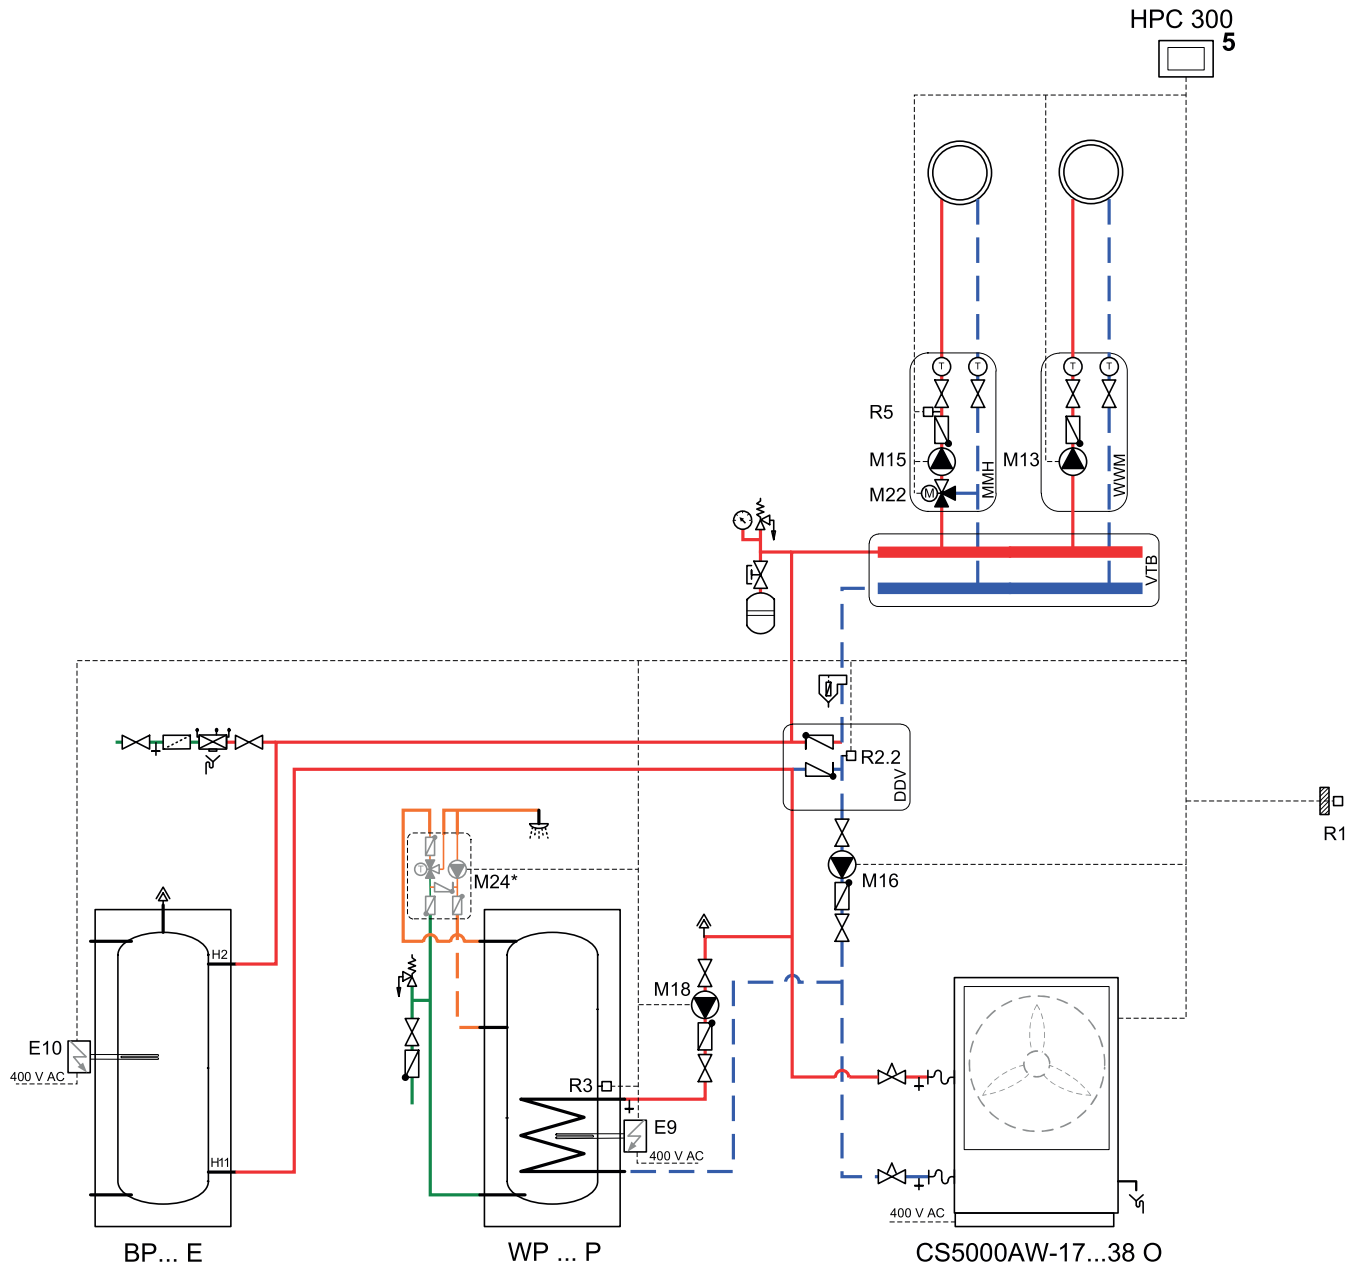 HPC 300
5
T
T
T
T
R5
M15
M13
M22
M
MMH
WWM
VTB
R2.2
DDV
R1
M16
T
M24*
H2
M18
E10
400 V AC
R3
E9
400 V AC
H11
400 V AC
BP... E
WP ... P
CS5000AW-17...38 O